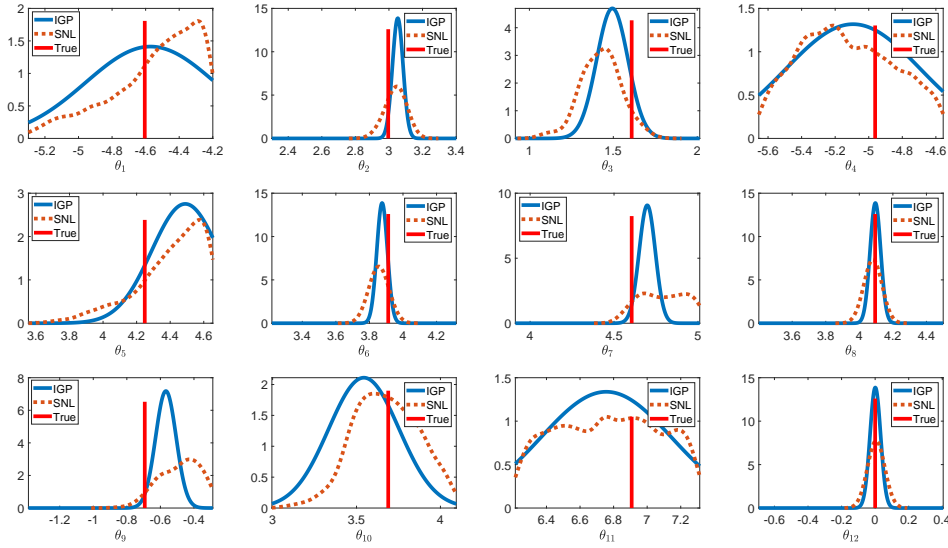 2
1.5
1
0.5
0
IGP
SNL
True
-5.2 -5 -4.8 -4.6 -4.4 -4.2
θ1
15
10
5
0
IGP
SNL
True
2.4 2.6 2.8 3 3.2 3.4
θ2
4
3
2
1
0
IGP
SNL
True
1 1.5 2
θ3
1.5
1
0.5
0
IGP
SNL
True
-5.6 -5.4 -5.2 -5 -4.8 -4.6
θ4
3
2
1
0
IGP
SNL
True
3.6 3.8 4 4.2 4.4 4.6
θ5
15
10
5
0
IGP
SNL
True
3.4 3.6 3.8 4 4.2
θ6
10
5
0
IGP
SNL
True
4 4.5 5
θ7
15
10
5
0
IGP
SNL
True
3.6 3.8 4 4.2 4.4
θ8
8
6
4
2
0
IGP
SNL
True
-1.2 -1 -0.8 -0.6 -0.4
θ9
2
1.5
1
0.5
0
IGP
SNL
True
3 3.5 4
θ10
1.5
1
0.5
0
IGP
SNL
True
6.4 6.6 6.8 7 7.2
θ11
15
10
5
0
IGP
SNL
True
-0.6 -0.4 -0.2 0 0.2 0.4
θ12